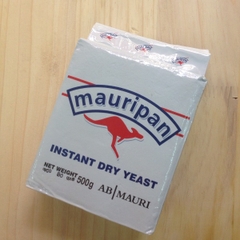 mauripan
INSTANT DRY YEAST
NET WEIGHT
500g
AB MAURI